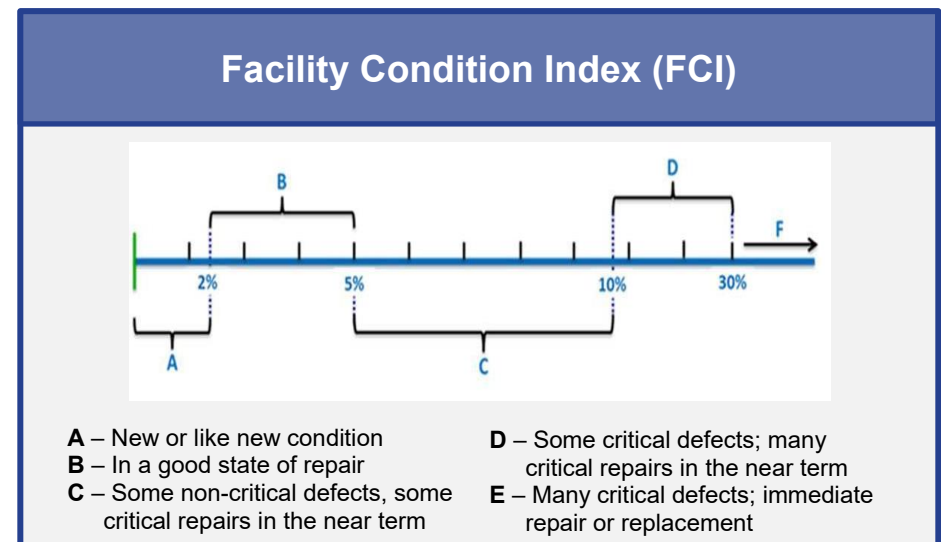 Facility Condition Index (FCI)
B
D
F
2%
5%
10%
30%
A
C
A – New or like new condition
B – In a good state of repair
C – Some non-critical defects, some
critical repairs in the near term
D – Some critical defects; many
critical repairs in the near term
E – Many critical defects; immediate
repair or replacement